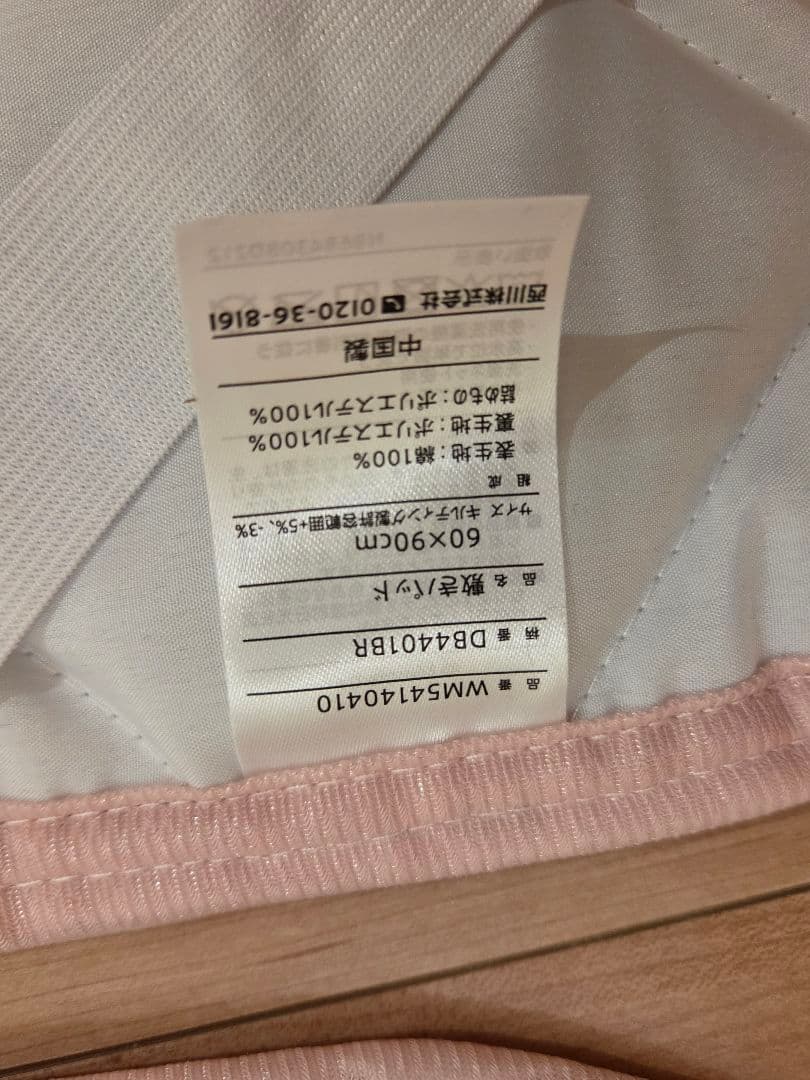 品番 WM54140410
柄番 DB4401BR
品名 敷きパッド
60×90cm
サイズ キルティング製許容範囲+5%、-3%
組成
表生地：綿100%
裏生地：ポリエステル100%
詰めもの：ポリエステル100%
中国製
西川株式会社 0120-36-8161